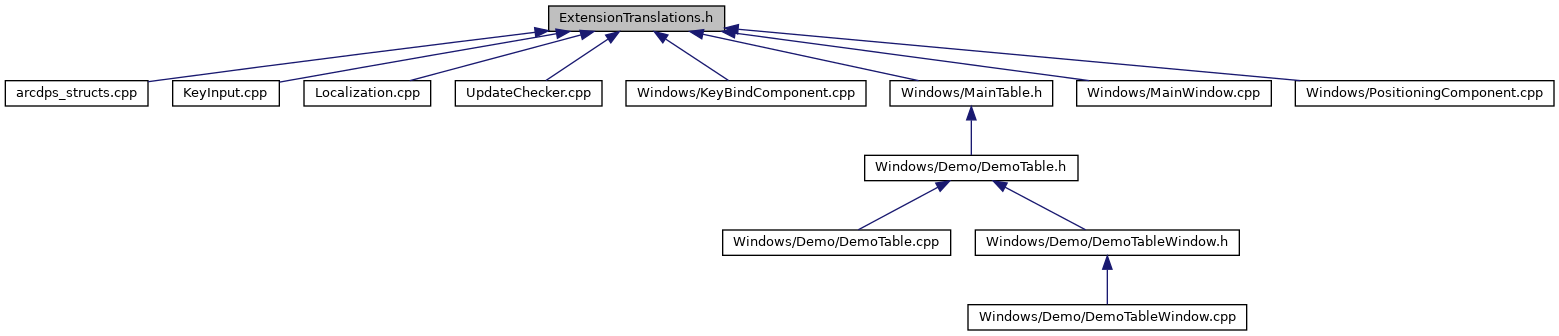 ExtensionTranslations.h
arcdps_structs.cpp
KeyInput.cpp
Localization.cpp
UpdateChecker.cpp
Windows/KeyBindComponent.cpp
Windows/MainTable.h
Windows/MainWindow.cpp
Windows/PositioningComponent.cpp
Windows/Demo/DemoTable.h
Windows/Demo/DemoTable.cpp
Windows/Demo/DemoTableWindow.h
Windows/Demo/DemoTableWindow.cpp